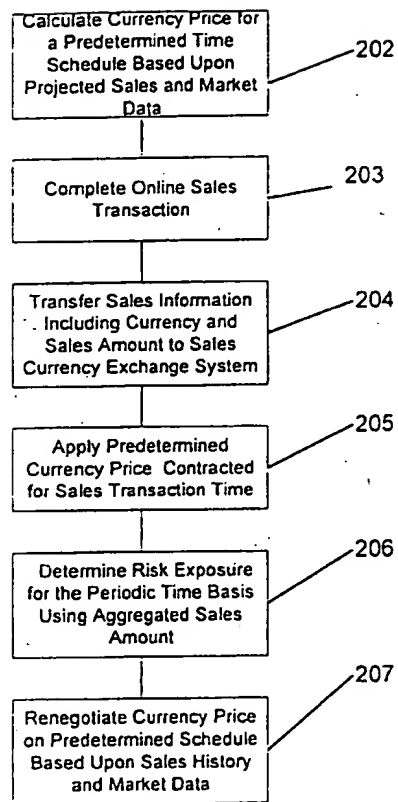 Calculate Currency Price for
a Predetermined Time
Schedule Based Upon
Projected Sales and Market
Data
202
Complete Online Sales
Transaction
203
Transfer Sales Information
Including Currency and
Sales Amount to Sales
Currency Exchange System
204
Apply Predetermined
Currency Price Contracted
for Sales Transaction Time
205
Determine Risk Exposure
for the Periodic Time Basis
Using Aggregated Sales
Amount
206
Renegotiate Currency Price
on Predetermined Schedule
Based Upon Sales History
and Market Data
207